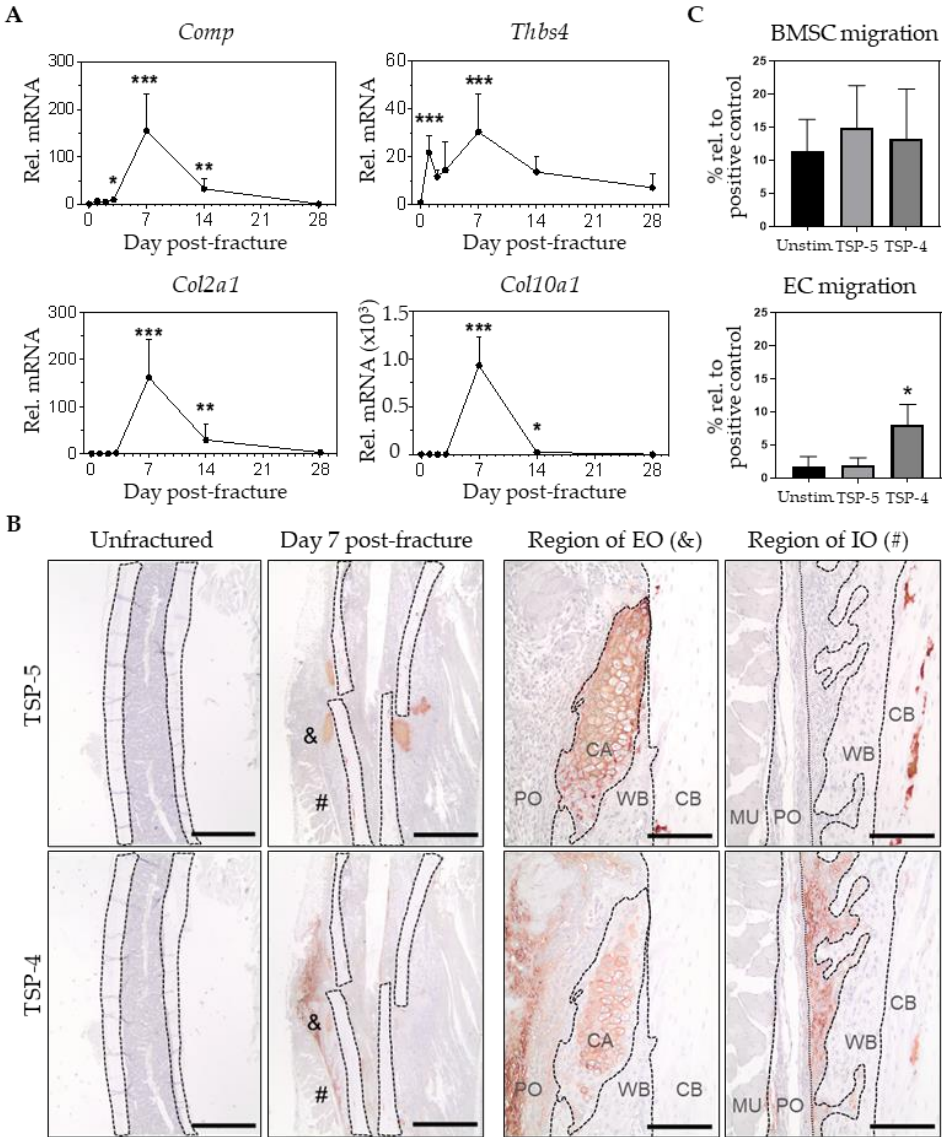 A
Comp
Rel. mRNA
300
200
100
0
***
*
**
0 7 14 21 28
Day post-fracture
Thbs4
Rel. mRNA
60
40
20
0
***
***
0 7 14 21 28
Day post-fracture
Col2a1
Rel. mRNA
300
200
100
0
***
**
0 7 14 21 28
Day post-fracture
Col10a1
Rel. mRNA (x10³)
1.5
1.0
0.5
0
***
*
0 7 14 21 28
Day post-fracture
C
BMSC migration
% rel. to
positive control
25
20
15
10
5
0
Unstim. TSP-5 TSP-4
EC migration
% rel. to
positive control
25
20
15
10
5
0
*
Unstim. TSP-5 TSP-4
B
Unfractured
Day 7 post-fracture
Region of EO (&)
Region of IO (#)
TSP-5
&
#
CA
PO WB CB
CB
WB
MU PO
TSP-4
&
#
CA
PO WB CB
CB
WB
MU PO